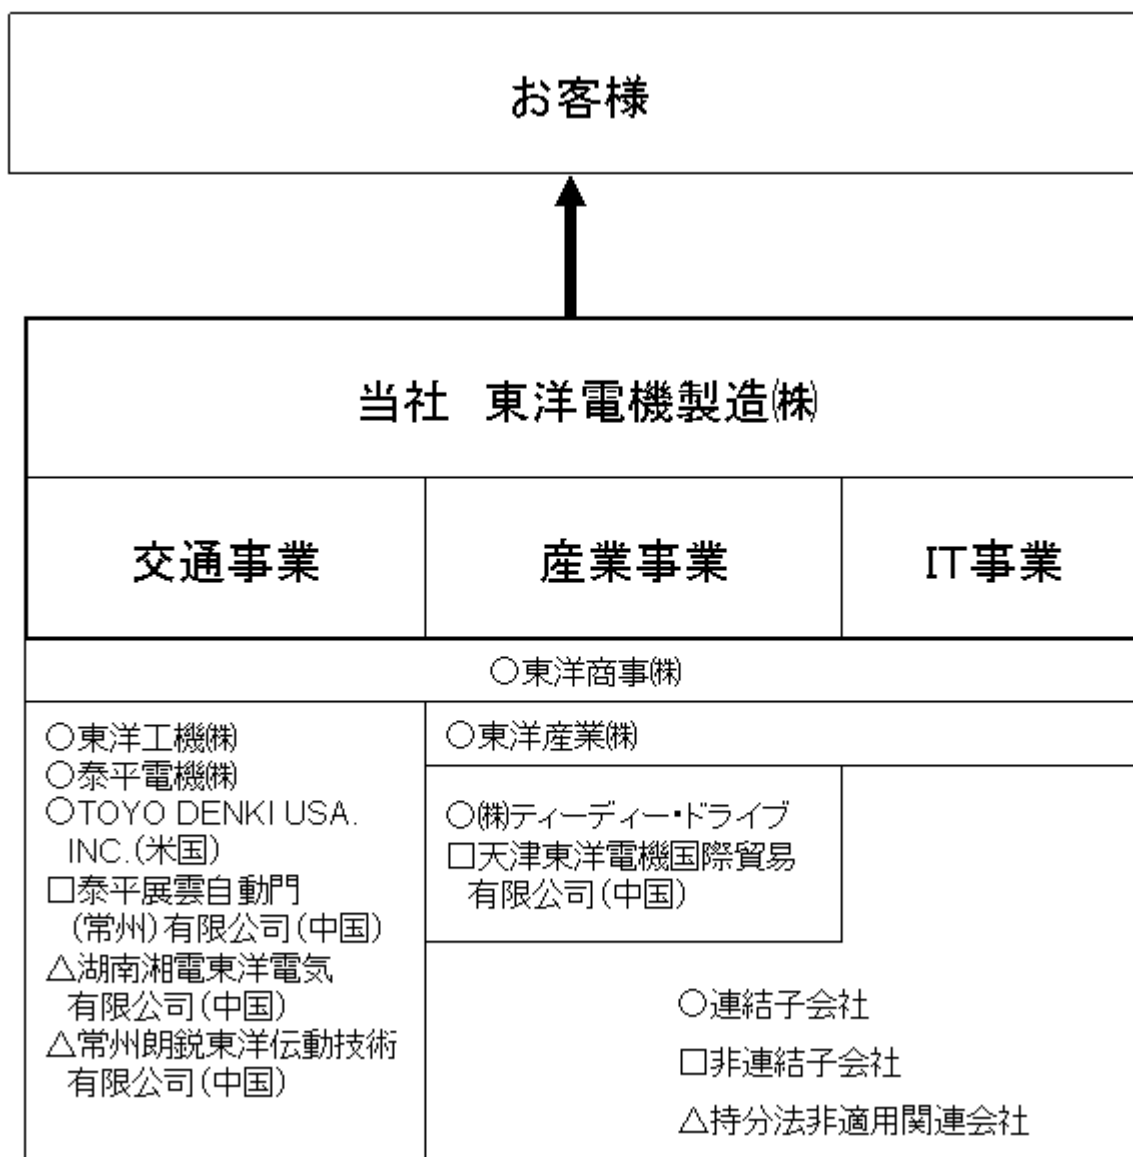 お客様
当社　東洋電機製造㈱
交通事業
産業事業
IT事業
○東洋商事㈱
○東洋工機㈱
○泰平電機㈱
○TOYO DENKI USA.
INC.(米国)
□泰平展雲自動門
(常州)有限公司(中国)
△湖南湘電東洋電気
有限公司(中国)
△常州朗鋭東洋伝動技術
有限公司(中国)
○東洋産業㈱
○㈱ティーディー・ドライブ
□天津東洋電機国際貿易
有限公司(中国)
○連結子会社
□非連結子会社
△持分法非適用関連会社